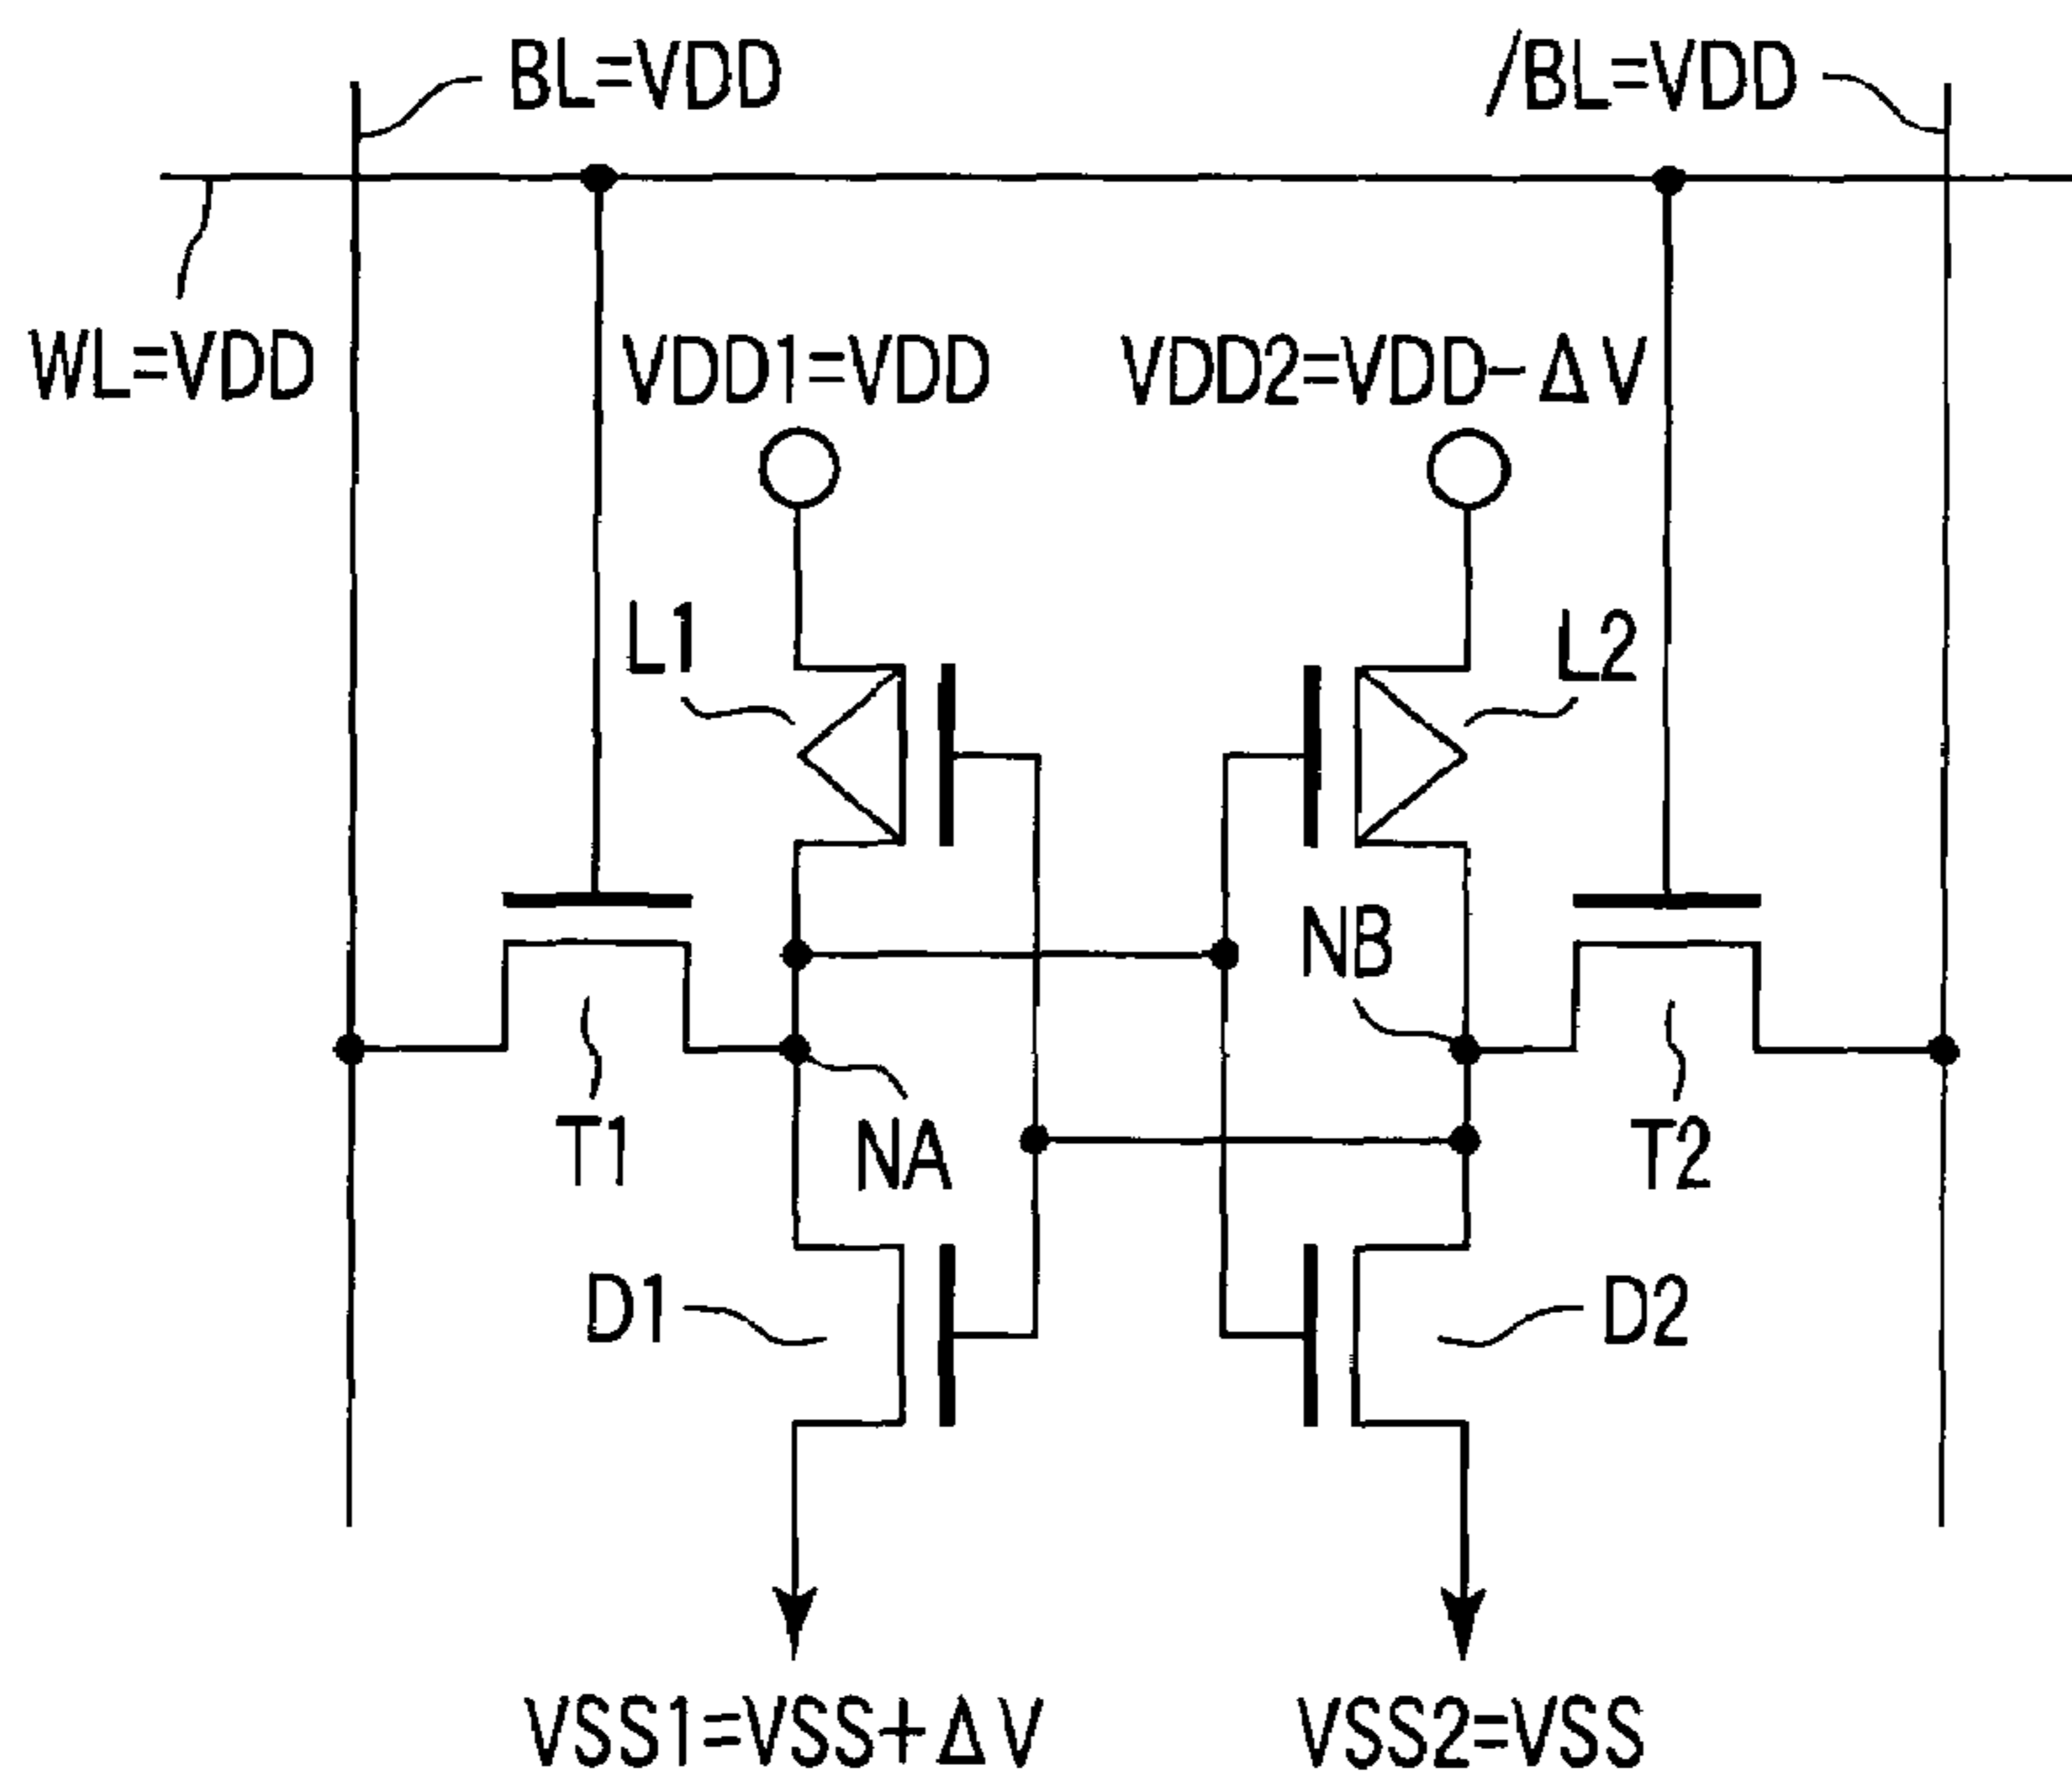 BL=VDD
/BL=VDD
WL=VDD
VDD1=VDD
VDD2=VDD-ΔV
L1
L2
NB
T1
NA
T2
D1
D2
VSS1=VSS+ΔV
VSS2=VSS